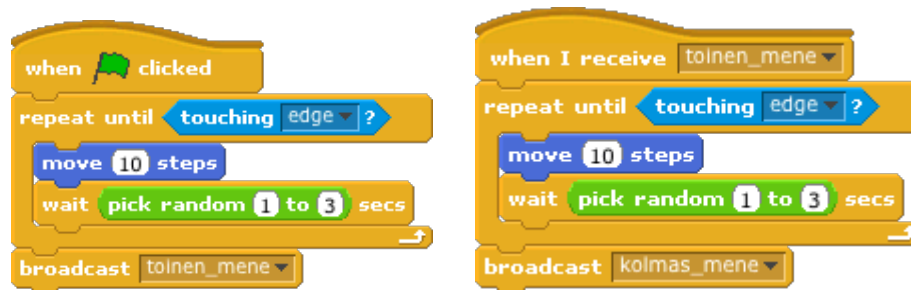 when clicked
repeat until touching edge ?
move 10 steps
wait pick random 1 to 3 secs
broadcast toinen_mene
when I receive toinen_mene
repeat until touching edge ?
move 10 steps
wait pick random 1 to 3 secs
broadcast kolmas_mene